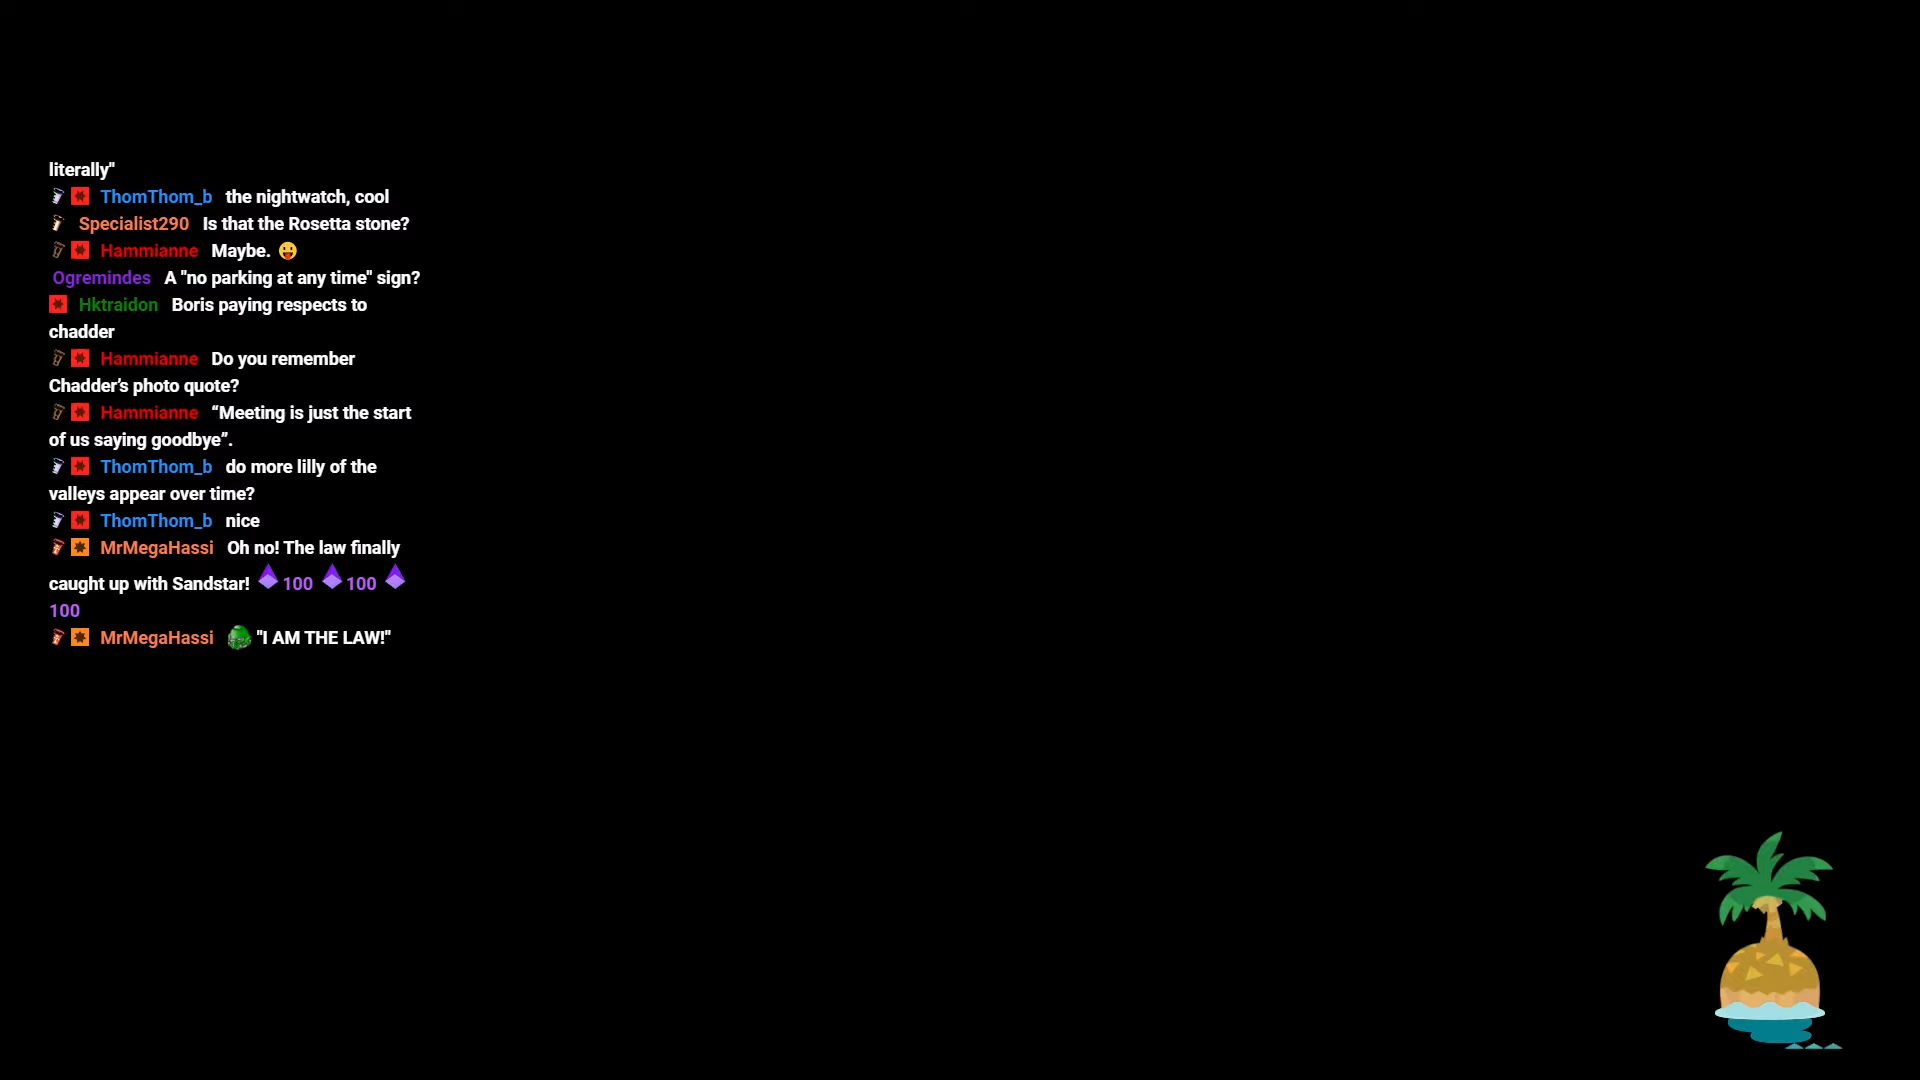 literally"
ThomThom_b the nightwatch, cool
Specialist290 Is that the Rosetta stone?
Hammianne Maybe. 😛
Ogremindes A "no parking at any time" sign?
Hktraidon Boris paying respects to
chadder
Hammianne Do you remember
Chadder’s photo quote?
Hammianne “Meeting is just the start
of us saying goodbye”.
ThomThom_b do more lilly of the
valleys appear over time?
ThomThom_b nice
MrMegaHassi Oh no! The law finally
caught up with Sandstar! 100 100
100
MrMegaHassi "I AM THE LAW!"